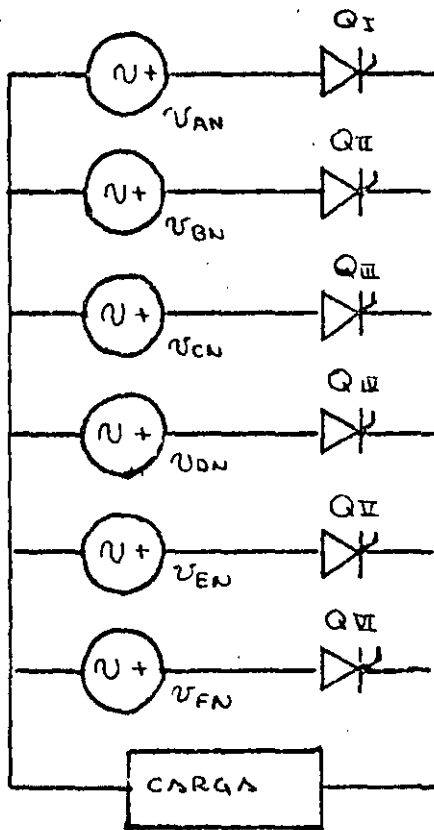 QI
∿+
VAN
QII
∿+
VBN
QIII
∿+
VCN
QIV
∿+
VDN
QV
∿+
VEN
QVI
∿+
VFN
CARGA